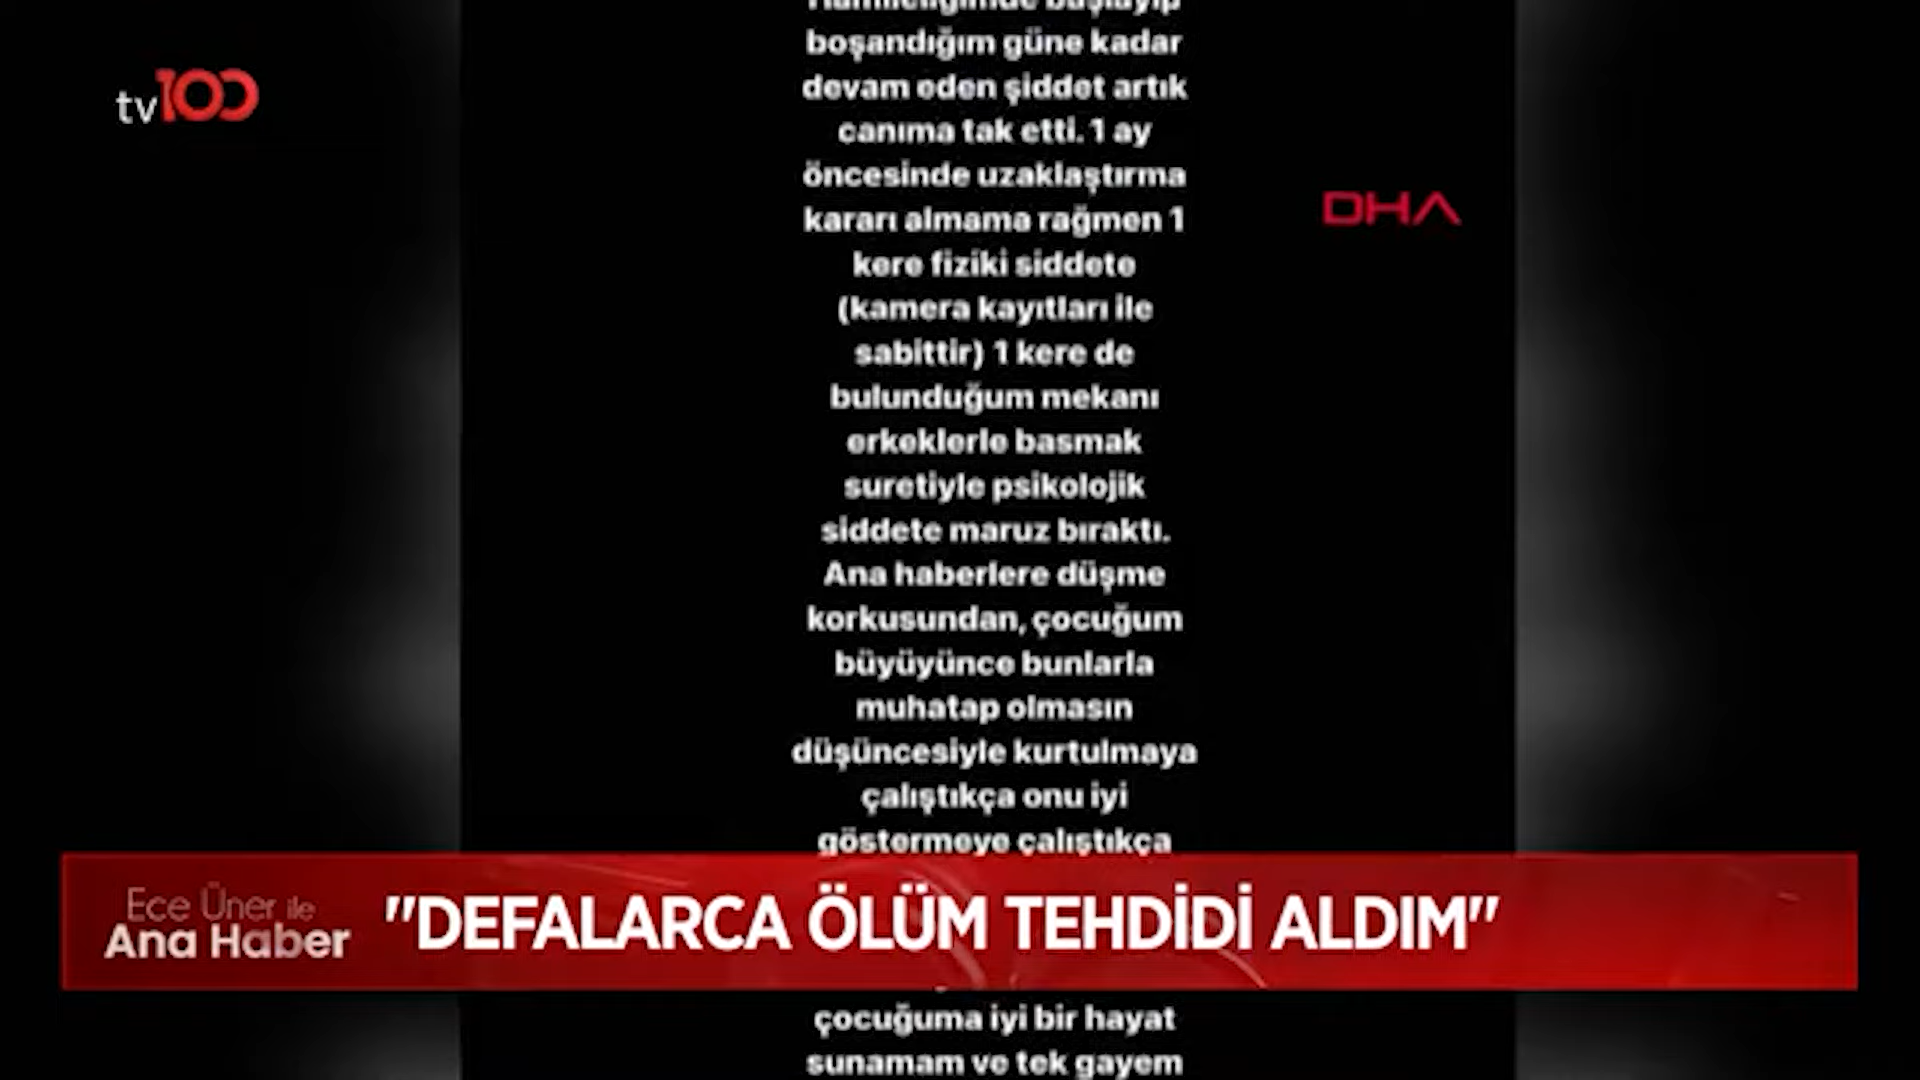 boşandığım güne kadar
devam eden şiddet artık
canıma tak etti. 1 ay
öncesinde uzaklaştırma
kararı almama rağmen 1
kere fiziki siddete
(kamera kayıtları ile
sabittir) 1 kere de
bulunduğum mekanı
erkeklerle basmak
suretiyle psikolojik
siddete maruz bıraktı.
Ana haberlere düşme
korkusundan, çocuğum
büyüyünce bunlarla
muhatap olmasın
düşüncesiyle kurtulmaya
çalıştıkça onu iyi
göstermeye çalıştıkça
çocuğuma iyi bir hayat
sunamam ve tek gayem
tv100
DHA
Ece Üner ile
Ana Haber
"DEFALARCA ÖLÜM TEHDİDİ ALDIM"